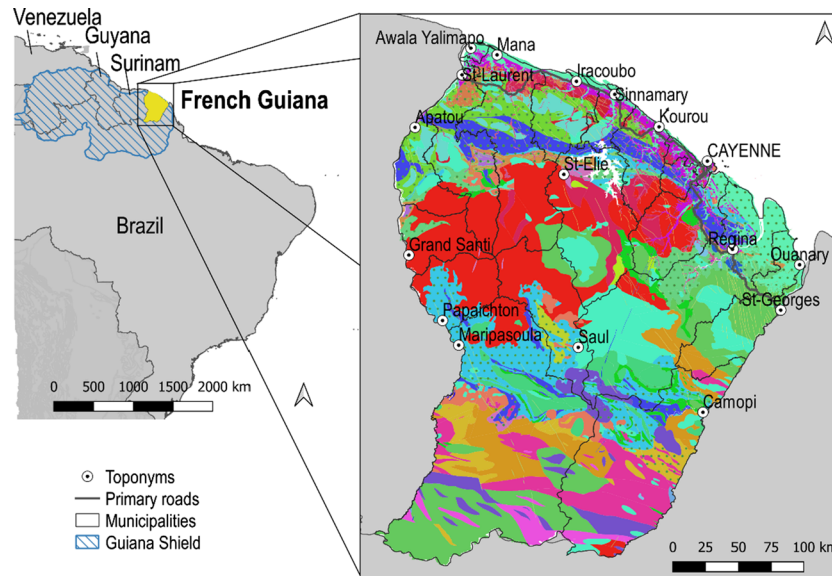 Venezuela
Guyana
Surinam
French Guiana
Brazil
0 500 1000 1500 2000 km
Toponyms
Primary roads
Municipalities
Guiana Shield
Awala Yalimapo
Mana
St-Laurent
Iracoubo
Sinnamary
Kourou
Apatou
CAYENNE
St-Elie
Régina
Grand Santi
Ouanary
St-Georges
Papaïchton
Maripasoula
Saul
Camopi
0 25 50 75 100 km